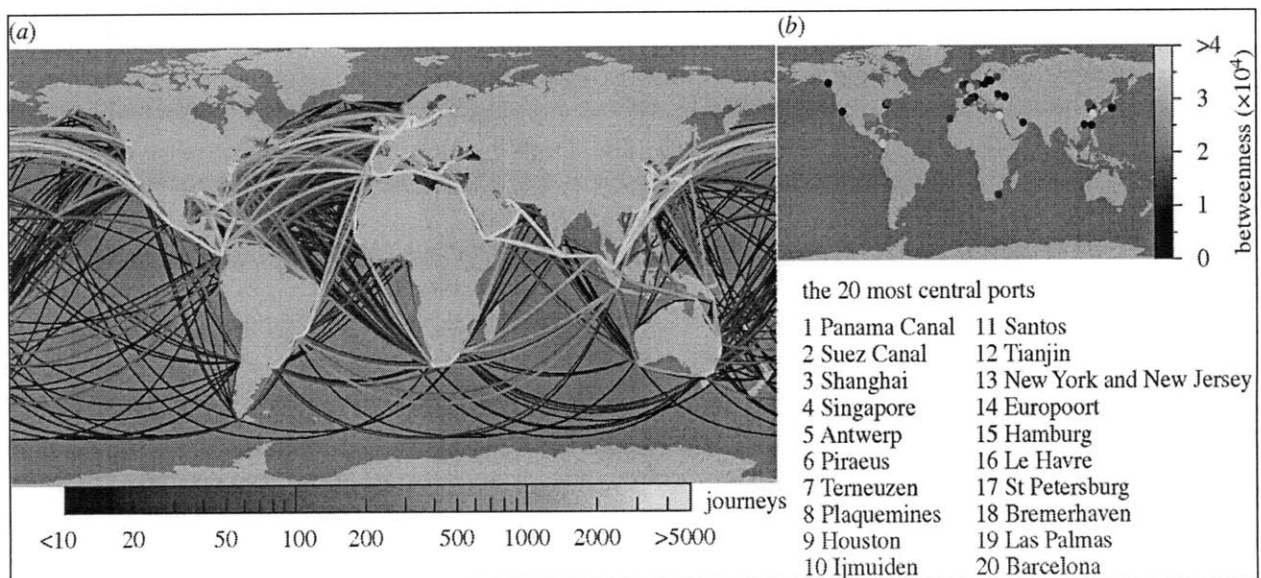 (a)
<10 20 50 100 200 500 1000 2000 >5000 journeys
(b)
>4
3
2
1
0
betweenness (×10⁴)
the 20 most central ports
1 Panama Canal 11 Santos
2 Suez Canal 12 Tianjin
3 Shanghai 13 New York and New Jersey
4 Singapore 14 Europoort
5 Antwerp 15 Hamburg
6 Piraeus 16 Le Havre
7 Terneuzen 17 St Petersburg
8 Plaquemines 18 Bremerhaven
9 Houston 19 Las Palmas
10 Ijmuiden 20 Barcelona